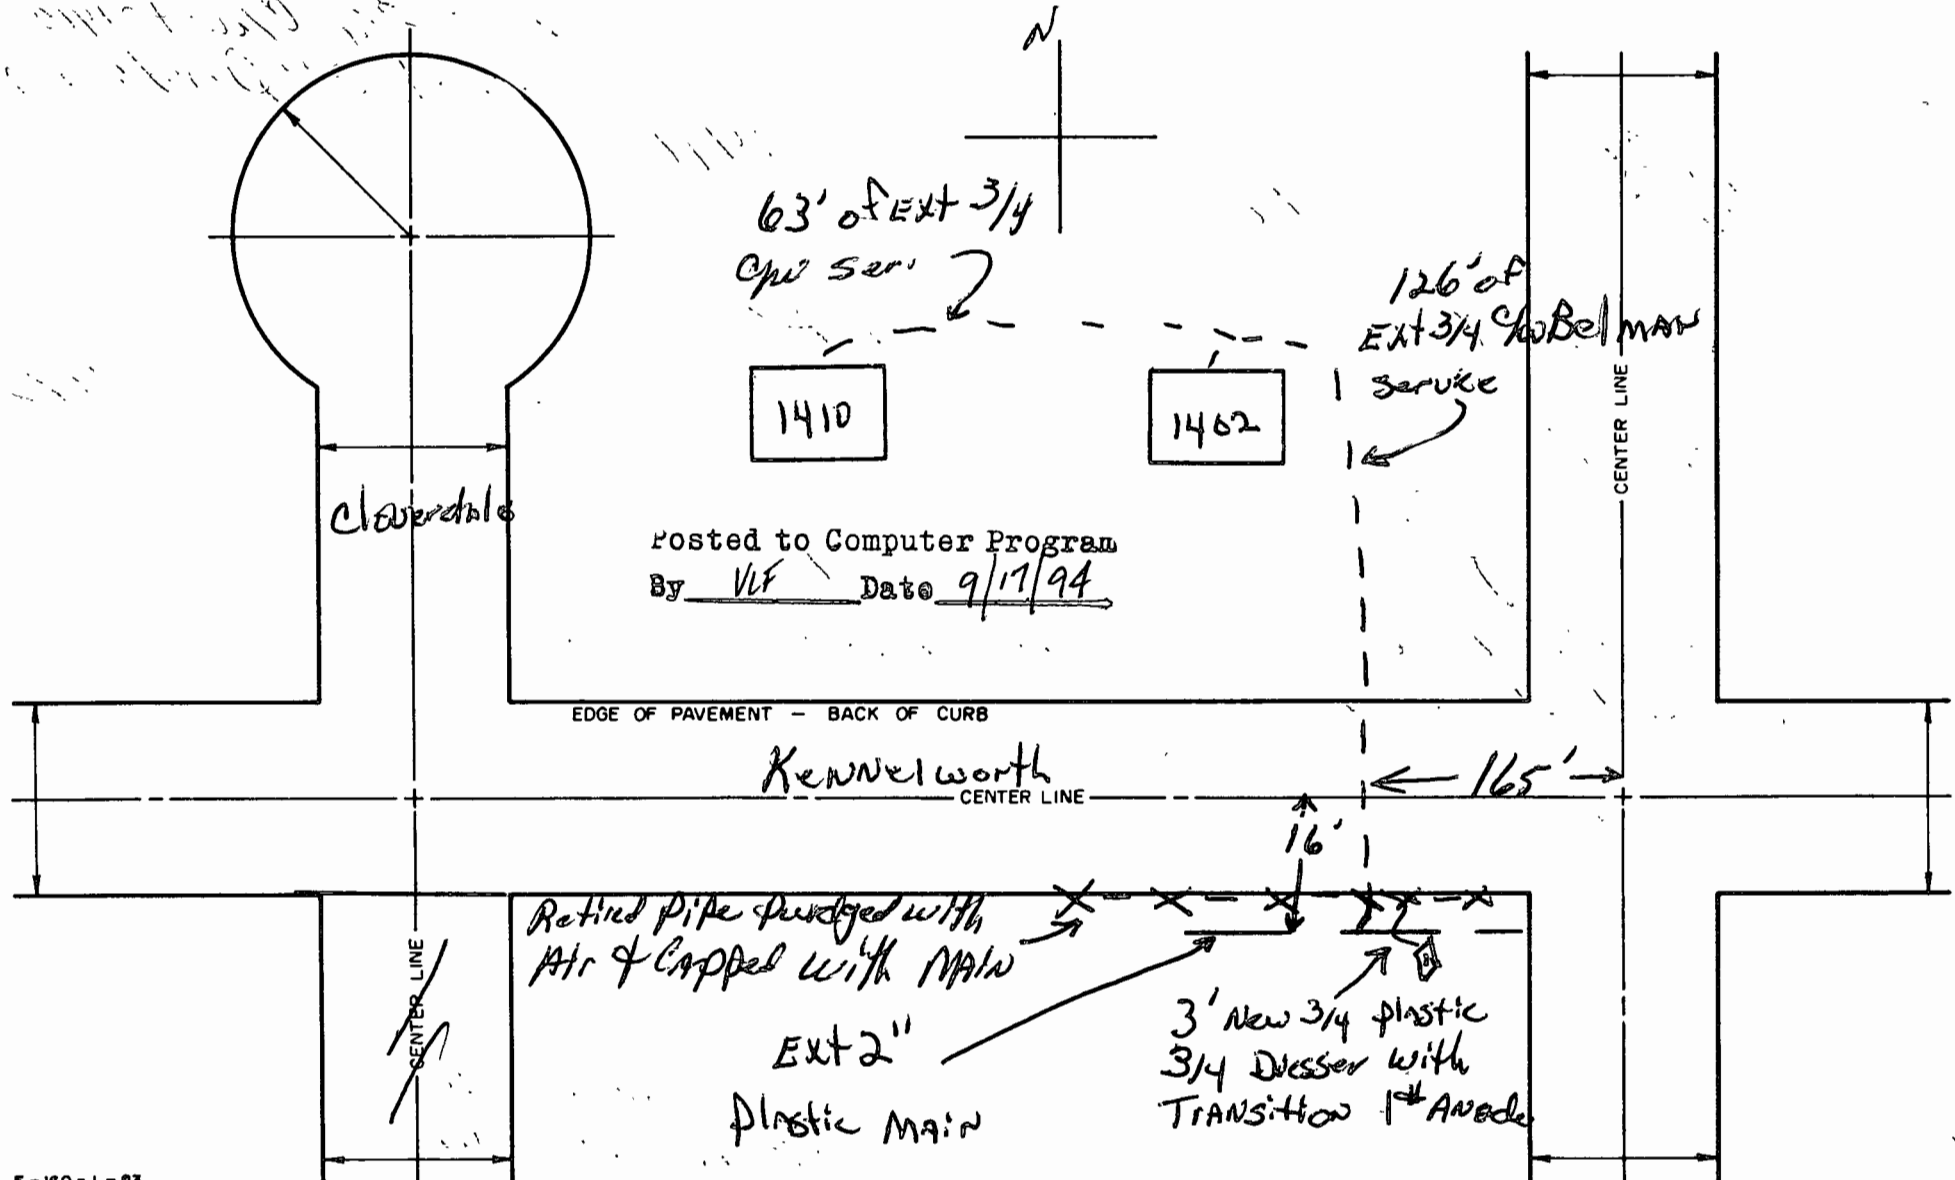 N
63' of Ext 3/4
ser.
126' of
Ext 3/4 c/w Belman
service
1410
1402
CENTER LINE
Cloverdale
Posted to Computer Program
By VLF Date 9/17/94
EDGE OF PAVEMENT — BACK OF CURB
Kennelworth
CENTER LINE
165'
16'
Retired Pipe Purdged with
Air & Capped with MAIN
CENTER LINE
Ext 2"
Plastic MAIN
3' New 3/4 plastic
3/4 Dresser with
TRANSITION 1# Anode